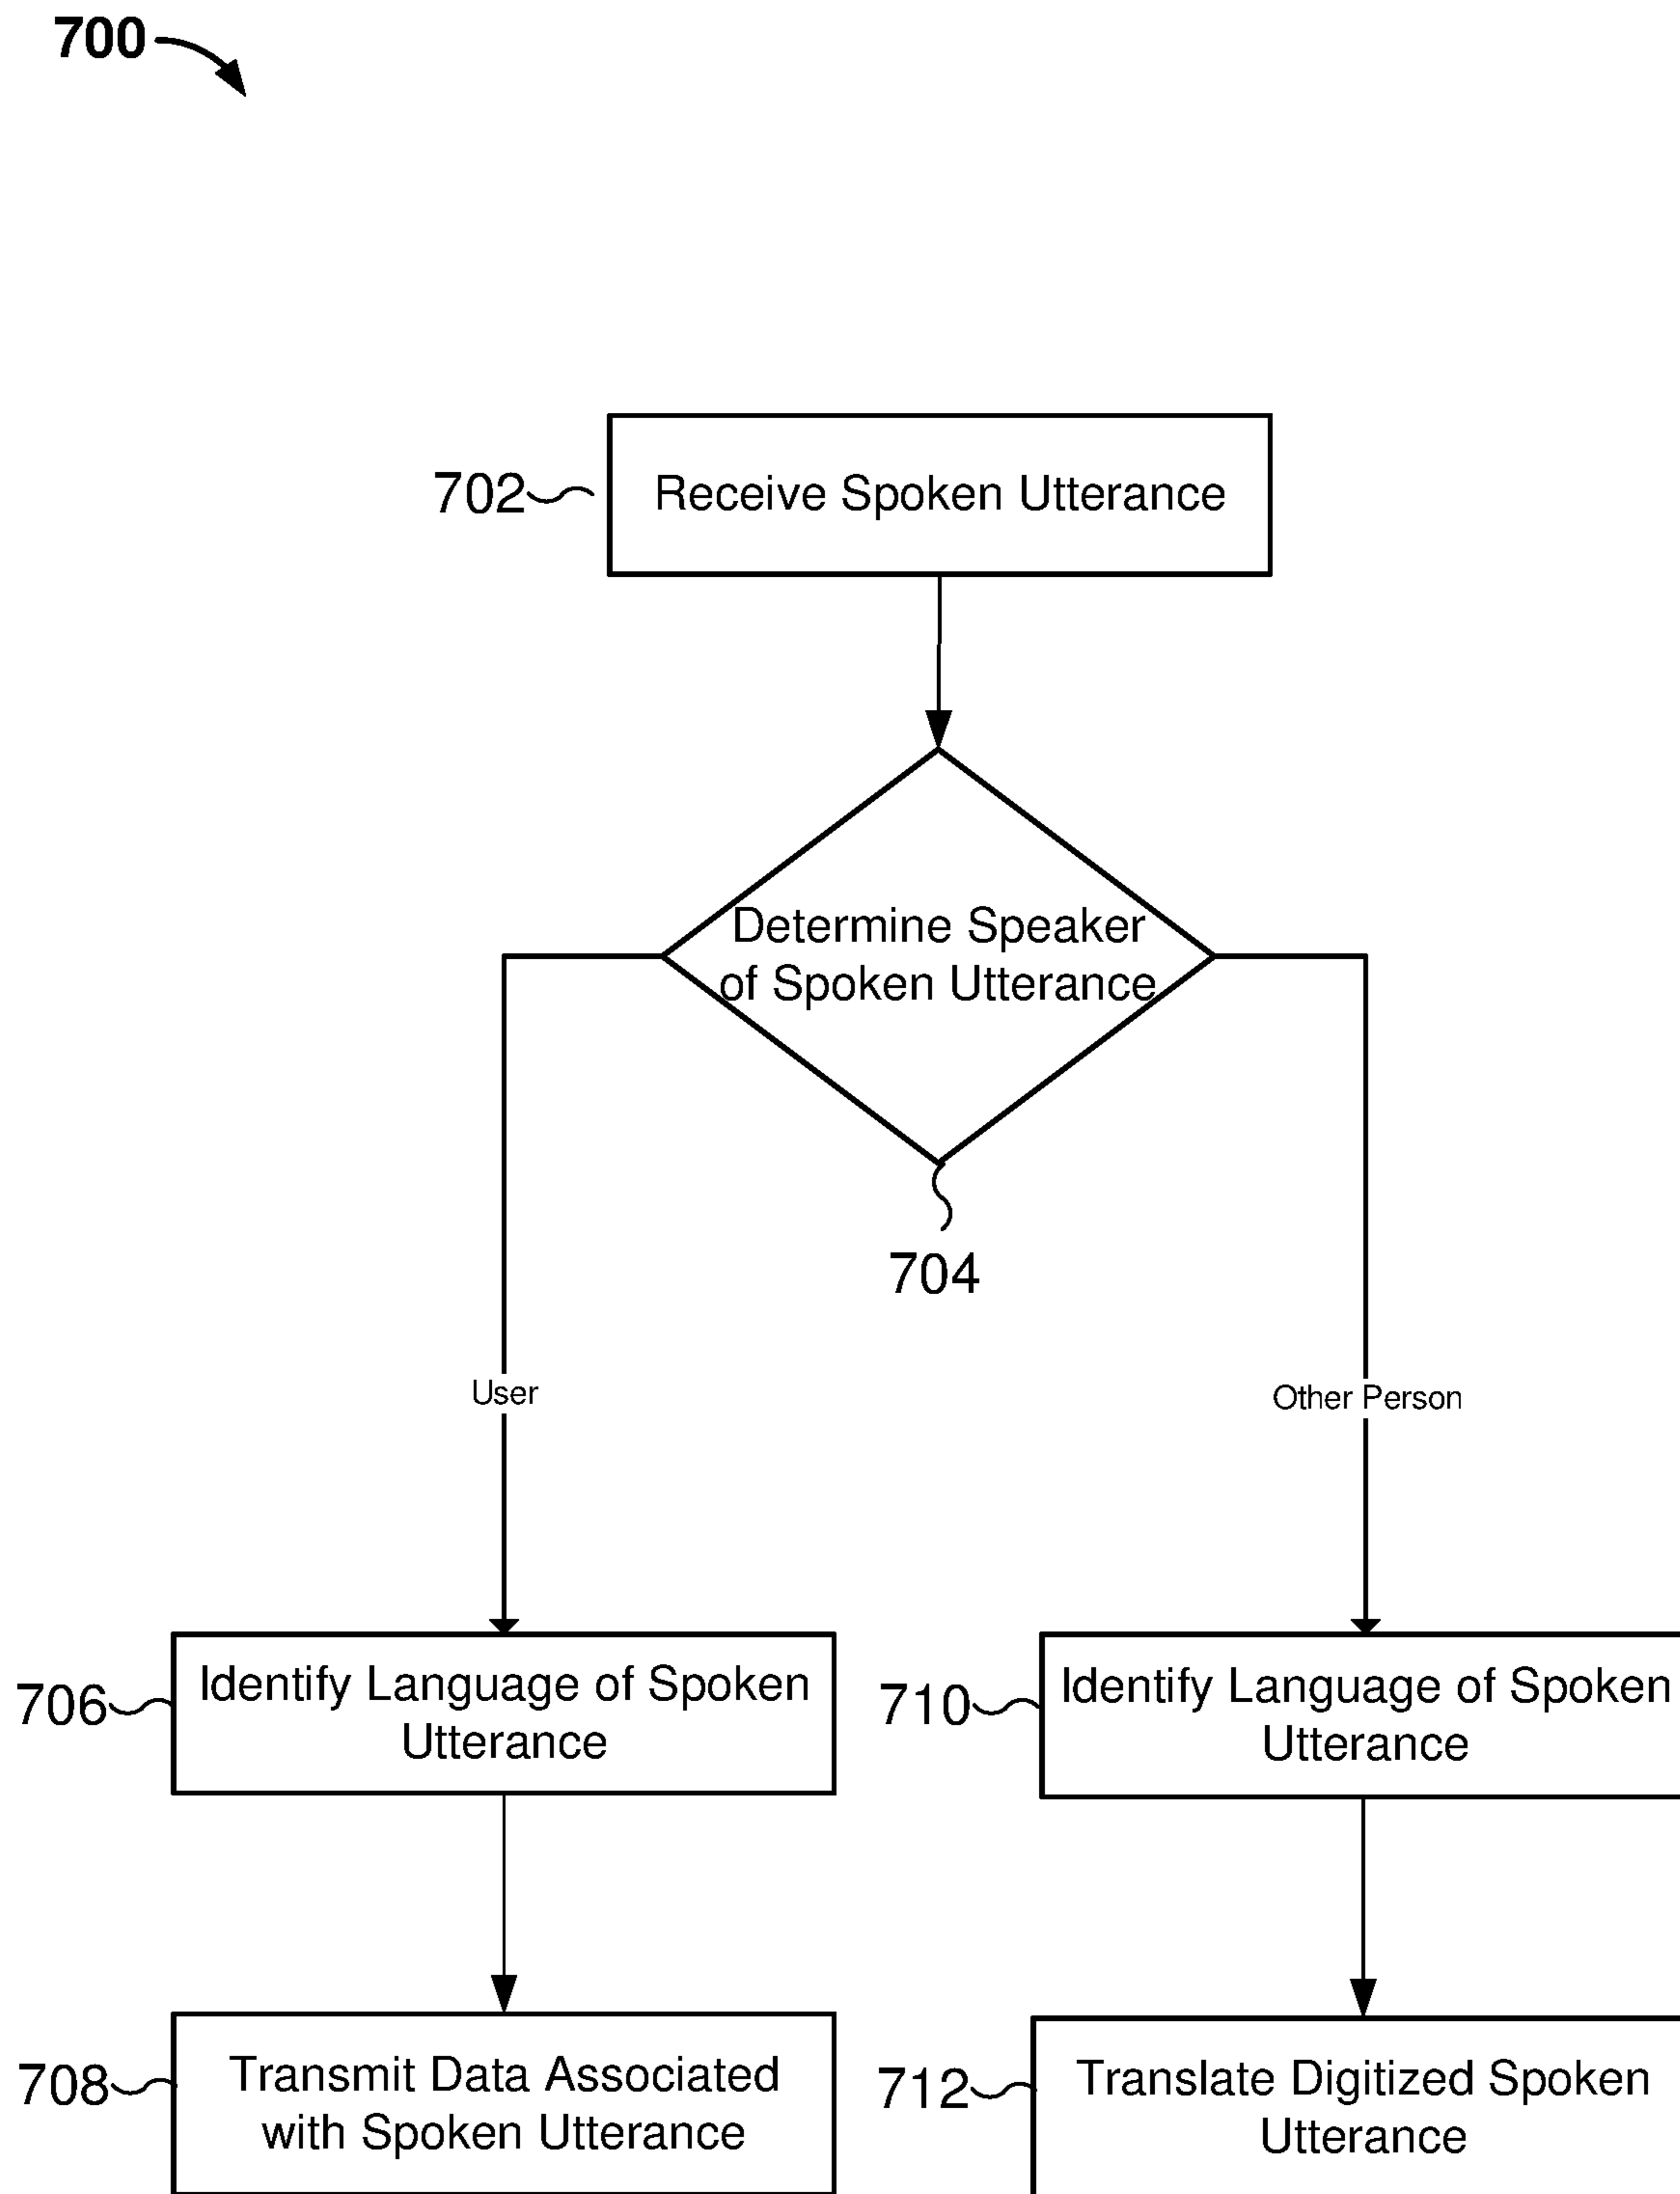 700
702
Receive Spoken Utterance
Determine Speaker
of Spoken Utterance
704
User
Other Person
706
Identify Language of Spoken
Utterance
710
Identify Language of Spoken
Utterance
708
Transmit Data Associated
with Spoken Utterance
712
Translate Digitized Spoken
Utterance